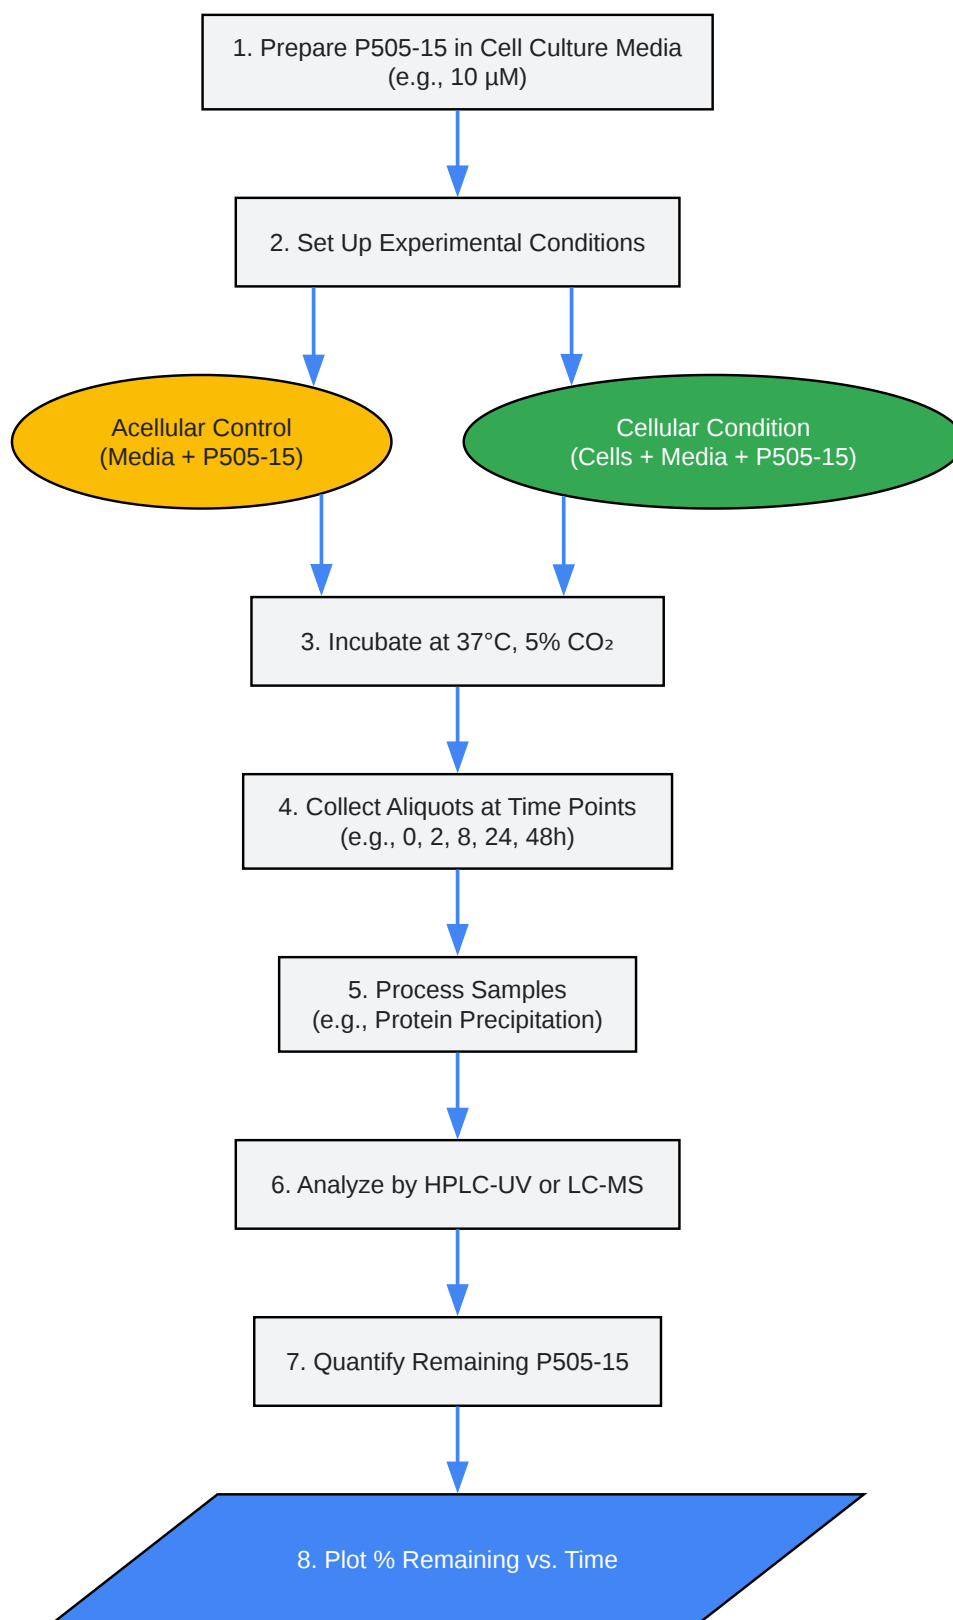 1. Prepare P505-15 in Cell Culture Media
(e.g., 10 µM)
2. Set Up Experimental Conditions
Acellular Control
(Media + P505-15)
Cellular Condition
(Cells + Media + P505-15)
3. Incubate at 37°C, 5% CO₂
4. Collect Aliquots at Time Points
(e.g., 0, 2, 8, 24, 48h)
5. Process Samples
(e.g., Protein Precipitation)
6. Analyze by HPLC-UV or LC-MS
7. Quantify Remaining P505-15
8. Plot % Remaining vs. Time